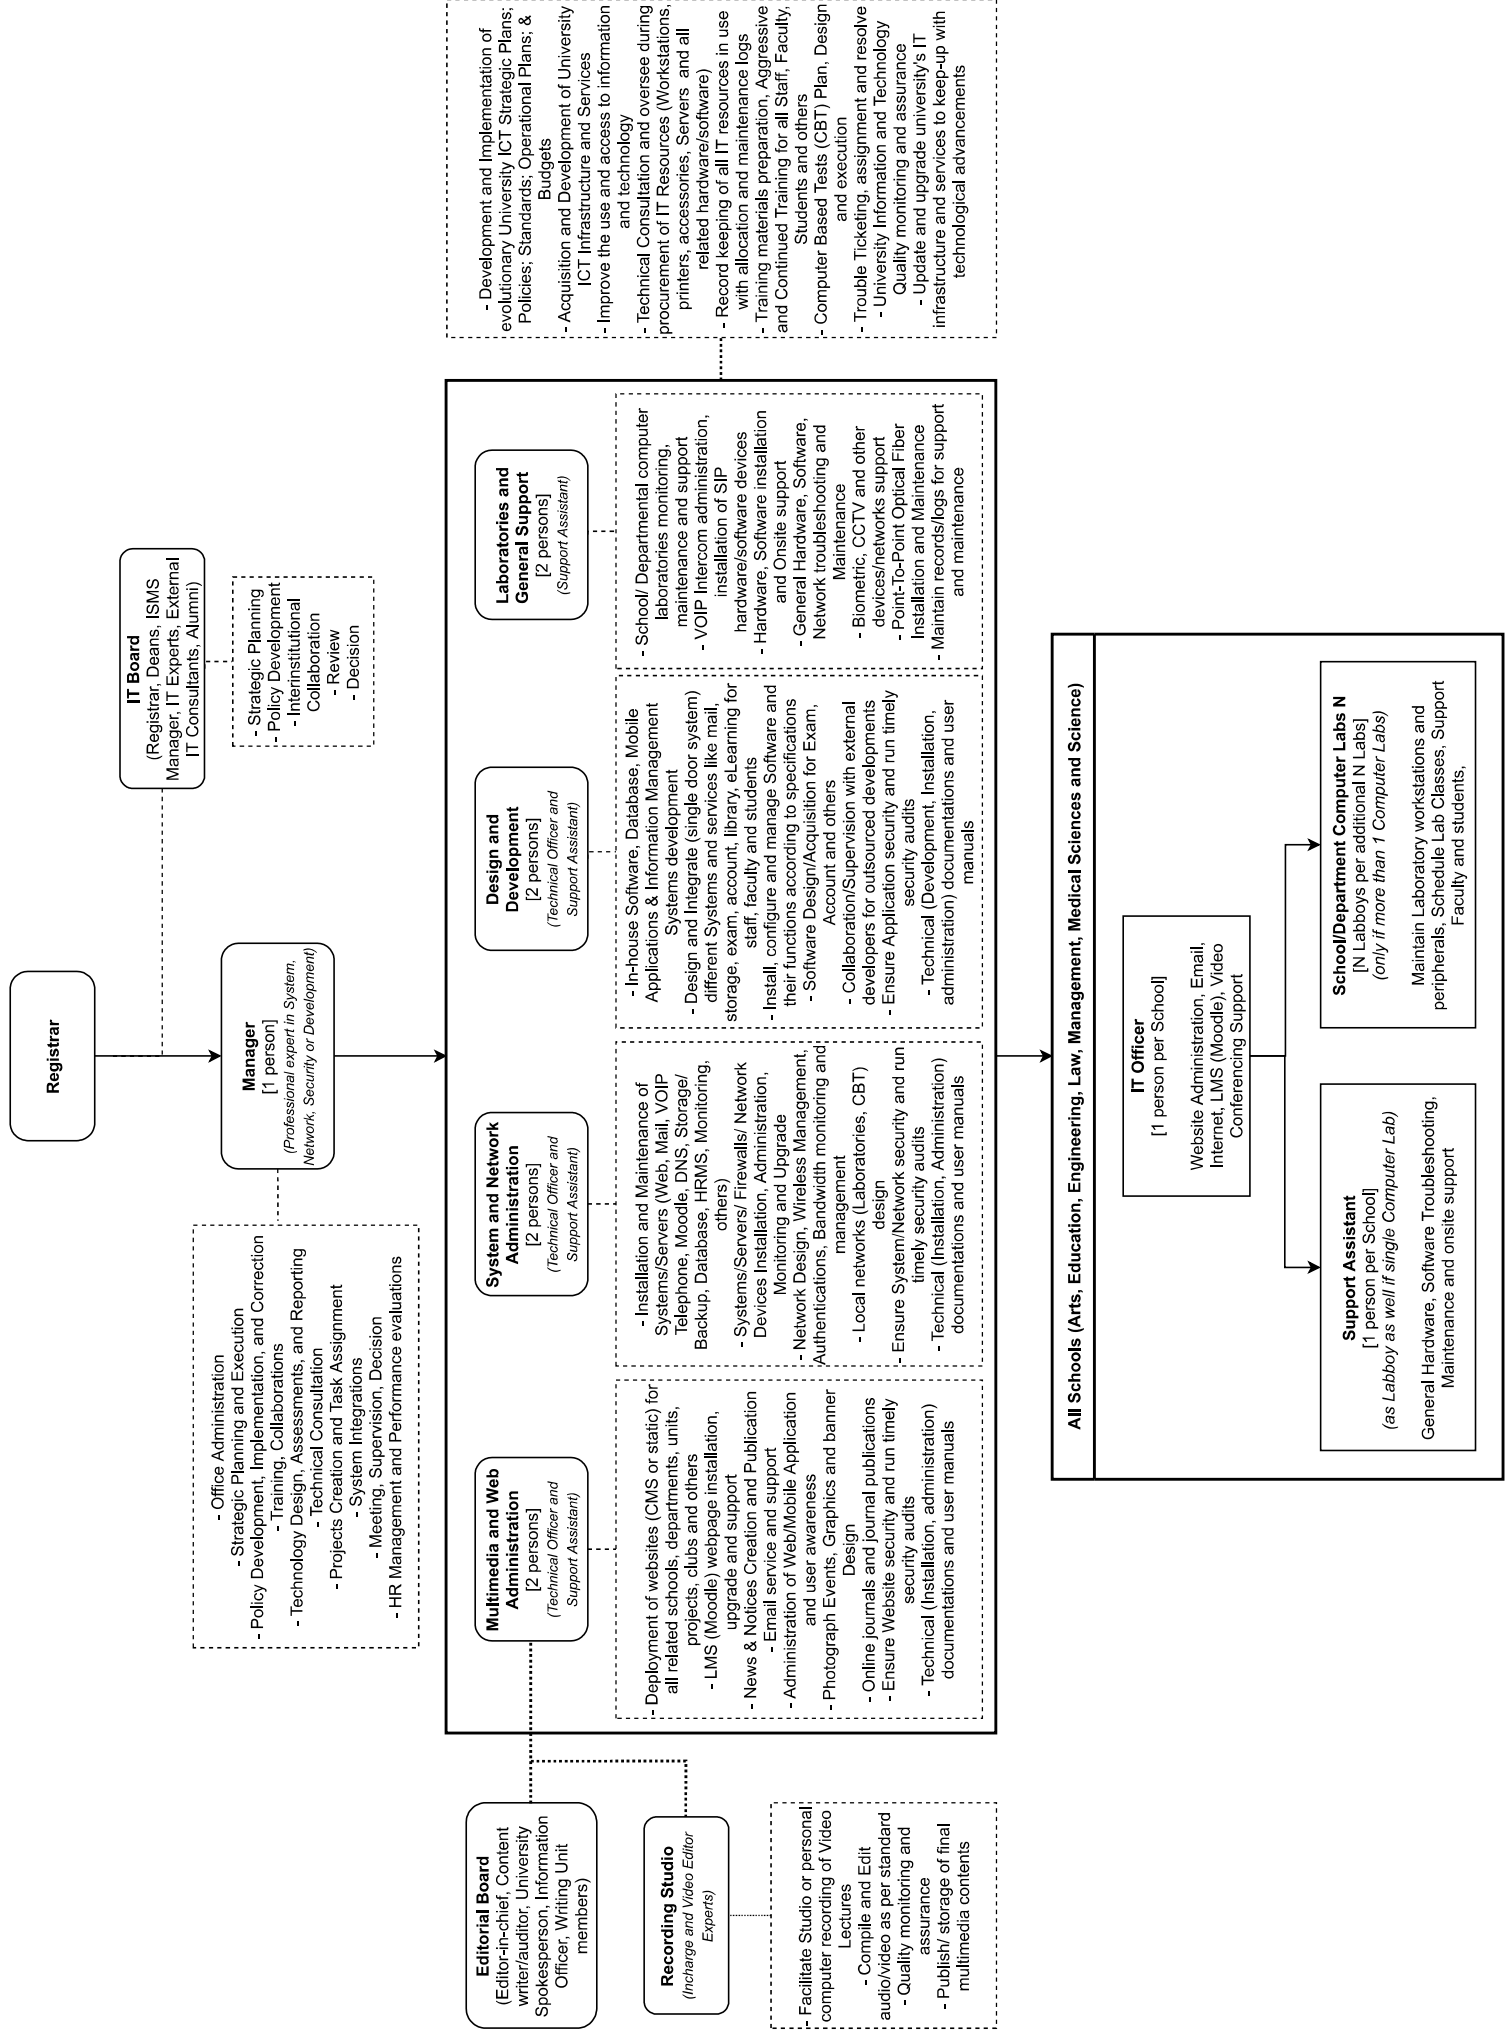 Registrar
IT Board
(Registrar, Deans, ISMS
Manager, IT Experts, External
IT Consultants, Alumni)
- Strategic Planning
- Policy Development
- Interinstitutional
Collaboration
- Review
- Decision
Manager
[1 person]
(Professional expert in System,
Network, Security or Development)
- Office Administration
- Strategic Planning and Execution
- Policy Development, Implementation, and Correction
- Training, Collaborations
- Technology Design, Assessments, and Reporting
- Technical Consultation
- Projects Creation and Task Assignment
- System Integrations
- Meeting, Supervision, Decision
- HR Management and Performance evaluations
Editorial Board
(Editor-in-chief, Content
writer/auditor, University
Spokesperson, Information
Officer, Writing Unit
members)
Recording Studio
(Incharge and Video Editor
Experts)
- Facilitate Studio or personal
computer recording of Video
Lectures
- Compile and Edit
audio/video as per standard
- Quality monitoring and
assurance
- Publish/ storage of final
multimedia contents
Multimedia and Web
Administration
[2 persons]
(Technical Officer and
Support Assistant)
- Deployment of websites (CMS or static) for
all related schools, departments, units,
projects, clubs and others
- LMS (Moodle) webpage installation,
upgrade and support
- News & Notices Creation and Publication
- Email service and support
- Administration of Web/Mobile Application
and user awareness
- Photograph Events, Graphics and banner
Design
- Online journals and journal publications
- Ensure Website security and run timely
security audits
- Technical (Installation, administration)
documentations and user manuals
System and Network
Administration
[2 persons]
(Technical Officer and
Support Assistant)
- Installation and Maintenance of
Systems/Servers (Web, Mail, VOIP
Telephone, Moodle, DNS, Storage/
Backup, Database, HRMS, Monitoring,
others)
- Systems/Servers/ Firewalls/ Network
Devices Installation, Administration,
Monitoring and Upgrade
- Network Design, Wireless Management,
Authentications, Bandwidth monitoring and
management
- Local networks (Laboratories, CBT)
design
- Ensure System/Network security and run
timely security audits
- Technical (Installation, Administration)
documentations and user manuals
Design and
Development
[2 persons]
(Technical Officer and
Support Assistant)
- In-house Software, Database, Mobile
Applications & Information Management
Systems development
- Design and Integrate (single door system)
different Systems and services like mail,
storage, exam, account, library, eLearning for
staff, faculty and students
- Install, configure and manage Software and
their functions according to specifications
- Software Design/Acquisition for Exam,
Account and others
- Collaboration/Supervision with external
developers for outsourced developments
- Ensure Application security and run timely
security audits
- Technical (Development, Installation,
administration) documentations and user
manuals
Laboratories and
General Support
[2 persons]
(Support Assistant)
- School/ Departmental computer
laboratories monitoring,
maintenance and support
- VOIP Intercom administration,
installation of SIP
hardware/software devices
- Hardware, Software installation
and Onsite support
- General Hardware, Software,
Network troubleshooting and
Maintenance
- Biometric, CCTV and other
devices/networks support
- Point-To-Point Optical Fiber
Installation and Maintenance
- Maintain records/logs for support
and maintenance
- Development and Implementation of
evolutionary University ICT Strategic Plans;
Policies; Standards; Operational Plans; &
Budgets
- Acquisition and Development of University
ICT Infrastructure and Services
- Improve the use and access to information
and technology
- Technical Consultation and oversee during
procurement of IT Resources (Workstations,
printers, accessories, Servers and all
related hardware/software)
- Record keeping of all IT resources in use
with allocation and maintenance logs
- Training materials preparation, Aggressive
and Continued Training for all Staff, Faculty,
Students and others
- Computer Based Tests (CBT) Plan, Design
and execution
- Trouble Ticketing, assignment and resolve
- University Information and Technology
Quality monitoring and assurance
- Update and upgrade university's IT
infrastructure and services to keep-up with
technological advancements
All Schools (Arts, Education, Engineering, Law, Management, Medical Sciences and Science)
IT Officer
[1 person per School]
Website Administration, Email,
Internet, LMS (Moodle), Video
Conferencing Support
Support Assistant
[1 person per School]
(as Labboy as well if single Computer Lab)
General Hardware, Software Troubleshooting,
Maintenance and onsite support
School/Department Computer Labs N
[N Labboys per additional N Labs]
(only if more than 1 Computer Labs)
Maintain Laboratory workstations and
peripherals, Schedule Lab Classes, Support
Faculty and students,